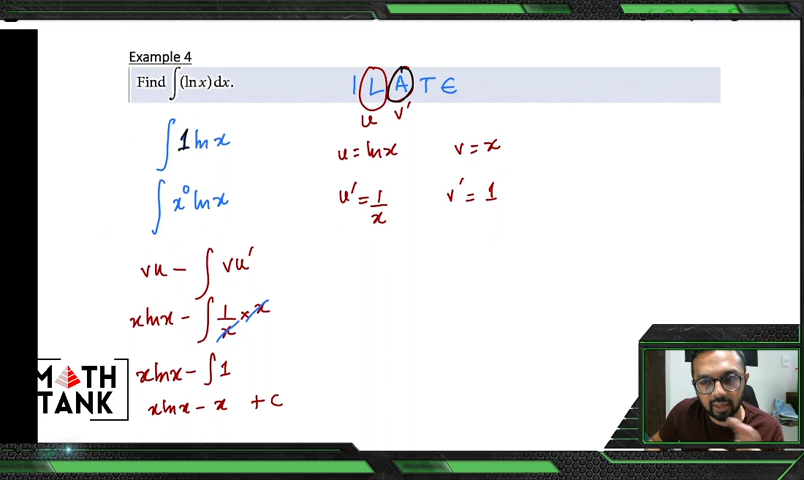 Example 4
Find ∫(ln x) dx.
I L A T E
u v'
∫ 1 ln x
u = ln x v = x
∫ x⁰ ln x
u' = 1/x v' = 1
vu − ∫ vu'
x ln x − ∫ 1/x × x
x ln x − ∫ 1
x ln x − x + C
MATH
TANK